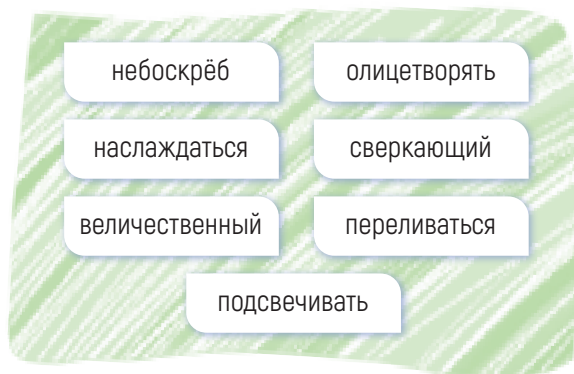 небоскрёб
олицетворять
наслаждаться
сверкающий
величественный
переливаться
подсвечивать